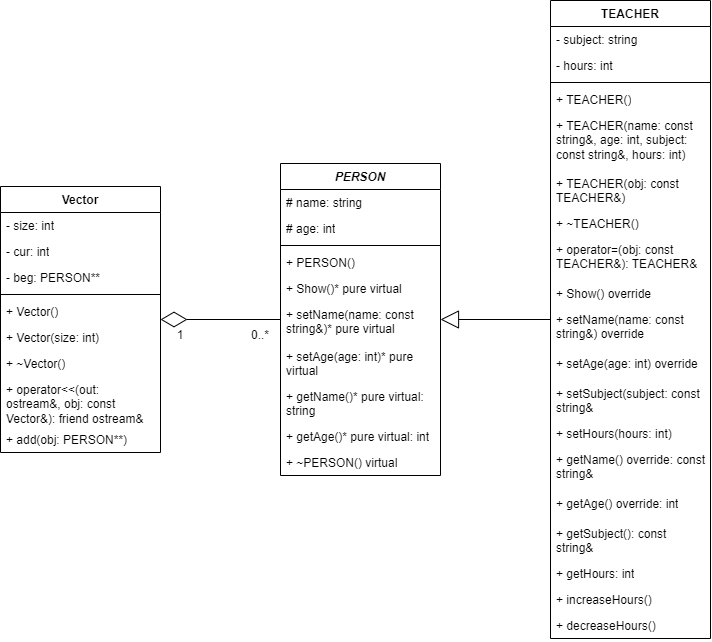 Vector
- size: int
- cur: int
- beg: PERSON**
+ Vector()
+ Vector(size: int)
+ ~Vector()
+ operator<<(out:
ostream&, obj: const
Vector&): friend ostream&
+ add(obj: PERSON**)
1
0..*
PERSON
# name: string
# age: int
+ PERSON()
+ Show()* pure virtual
+ setName(name: const
string&)* pure virtual
+ setAge(age: int)* pure
virtual
+ getName()* pure virtual:
string
+ getAge()* pure virtual: int
+ ~PERSON() virtual
TEACHER
- subject: string
- hours: int
+ TEACHER()
+ TEACHER(name: const
string&, age: int, subject:
const string&, hours: int)
+ TEACHER(obj: const
TEACHER&)
+ ~TEACHER()
+ operator=(obj: const
TEACHER&): TEACHER&
+ Show() override
+ setName(name: const
string&) override
+ setAge(age: int) override
+ setSubject(subject: const
string&
+ setHours(hours: int)
+ getName() override: const
string&
+ getAge() override: int
+ getSubject(): const
string&
+ getHours: int
+ increaseHours()
+ decreaseHours()